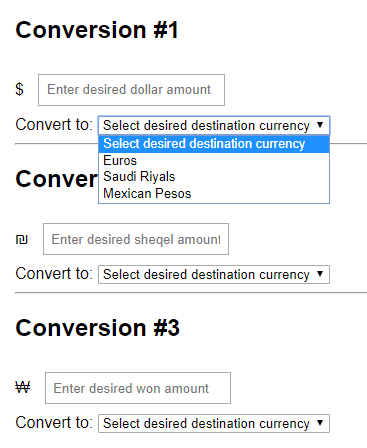 Conversion #1
$ Enter desired dollar amount
Convert to: Select desired destination currency ▼
Select desired destination currency
Euros
Saudi Riyals
Mexican Pesos
Conver
₪ Enter desired sheqel amount
Convert to: Select desired destination currency ▼
Conversion #3
₩ Enter desired won amount
Convert to: Select desired destination currency ▼